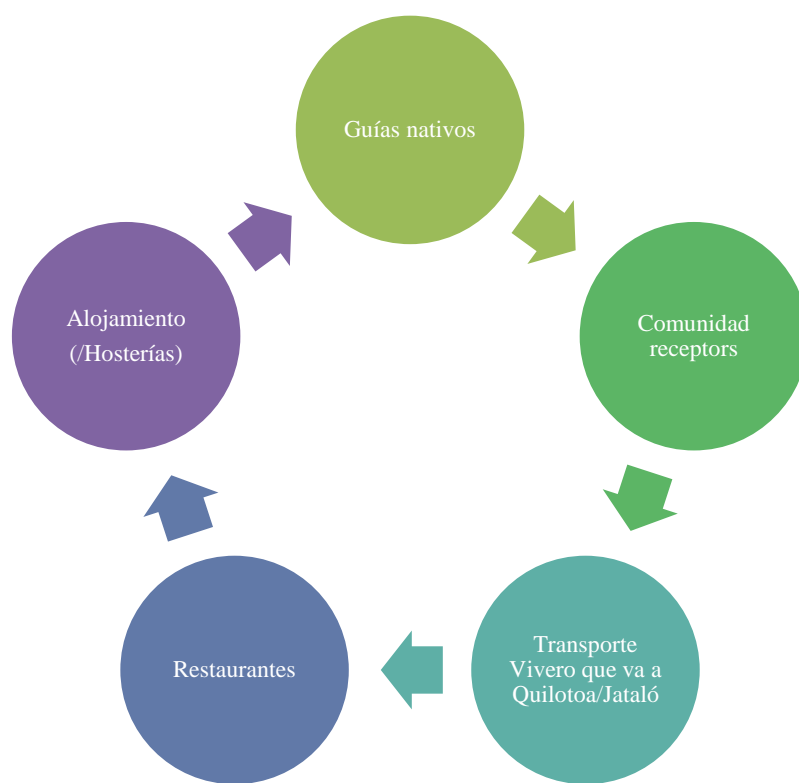 Guías nativos
Comunidad
receptors
Transporte
Vivero que va a
Quilotoa/Jataló
Restaurantes
Alojamiento
(/Hosterías)